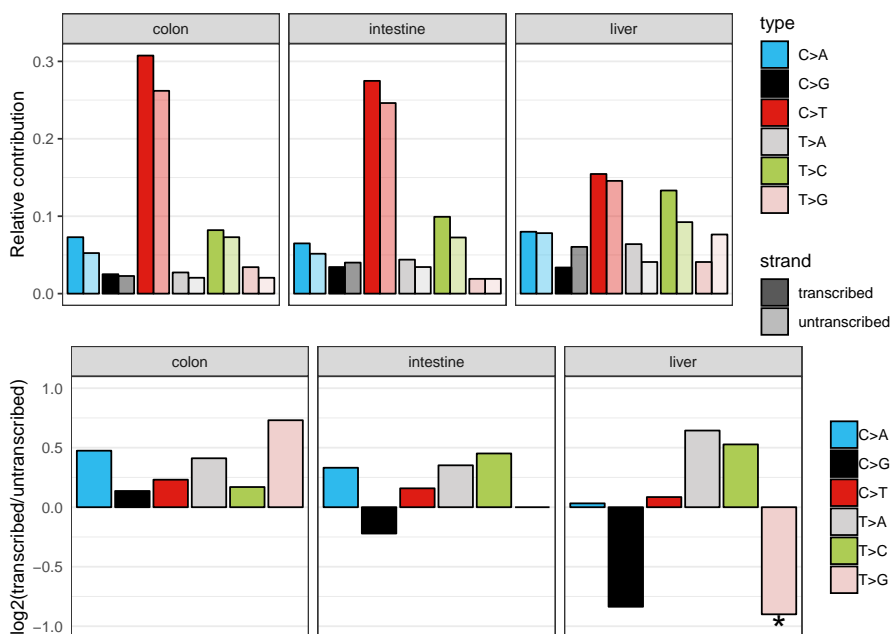 colon intestine liver
Relative contribution
0.3
0.2
0.1
0.0
type
C>A
C>G
C>T
T>A
T>C
T>G
strand
transcribed
untranscribed
colon intestine liver
log2(transcribed/untranscribed)
1.0
0.5
0.0
−0.5
−1.0
*
C>A
C>G
C>T
T>A
T>C
T>G